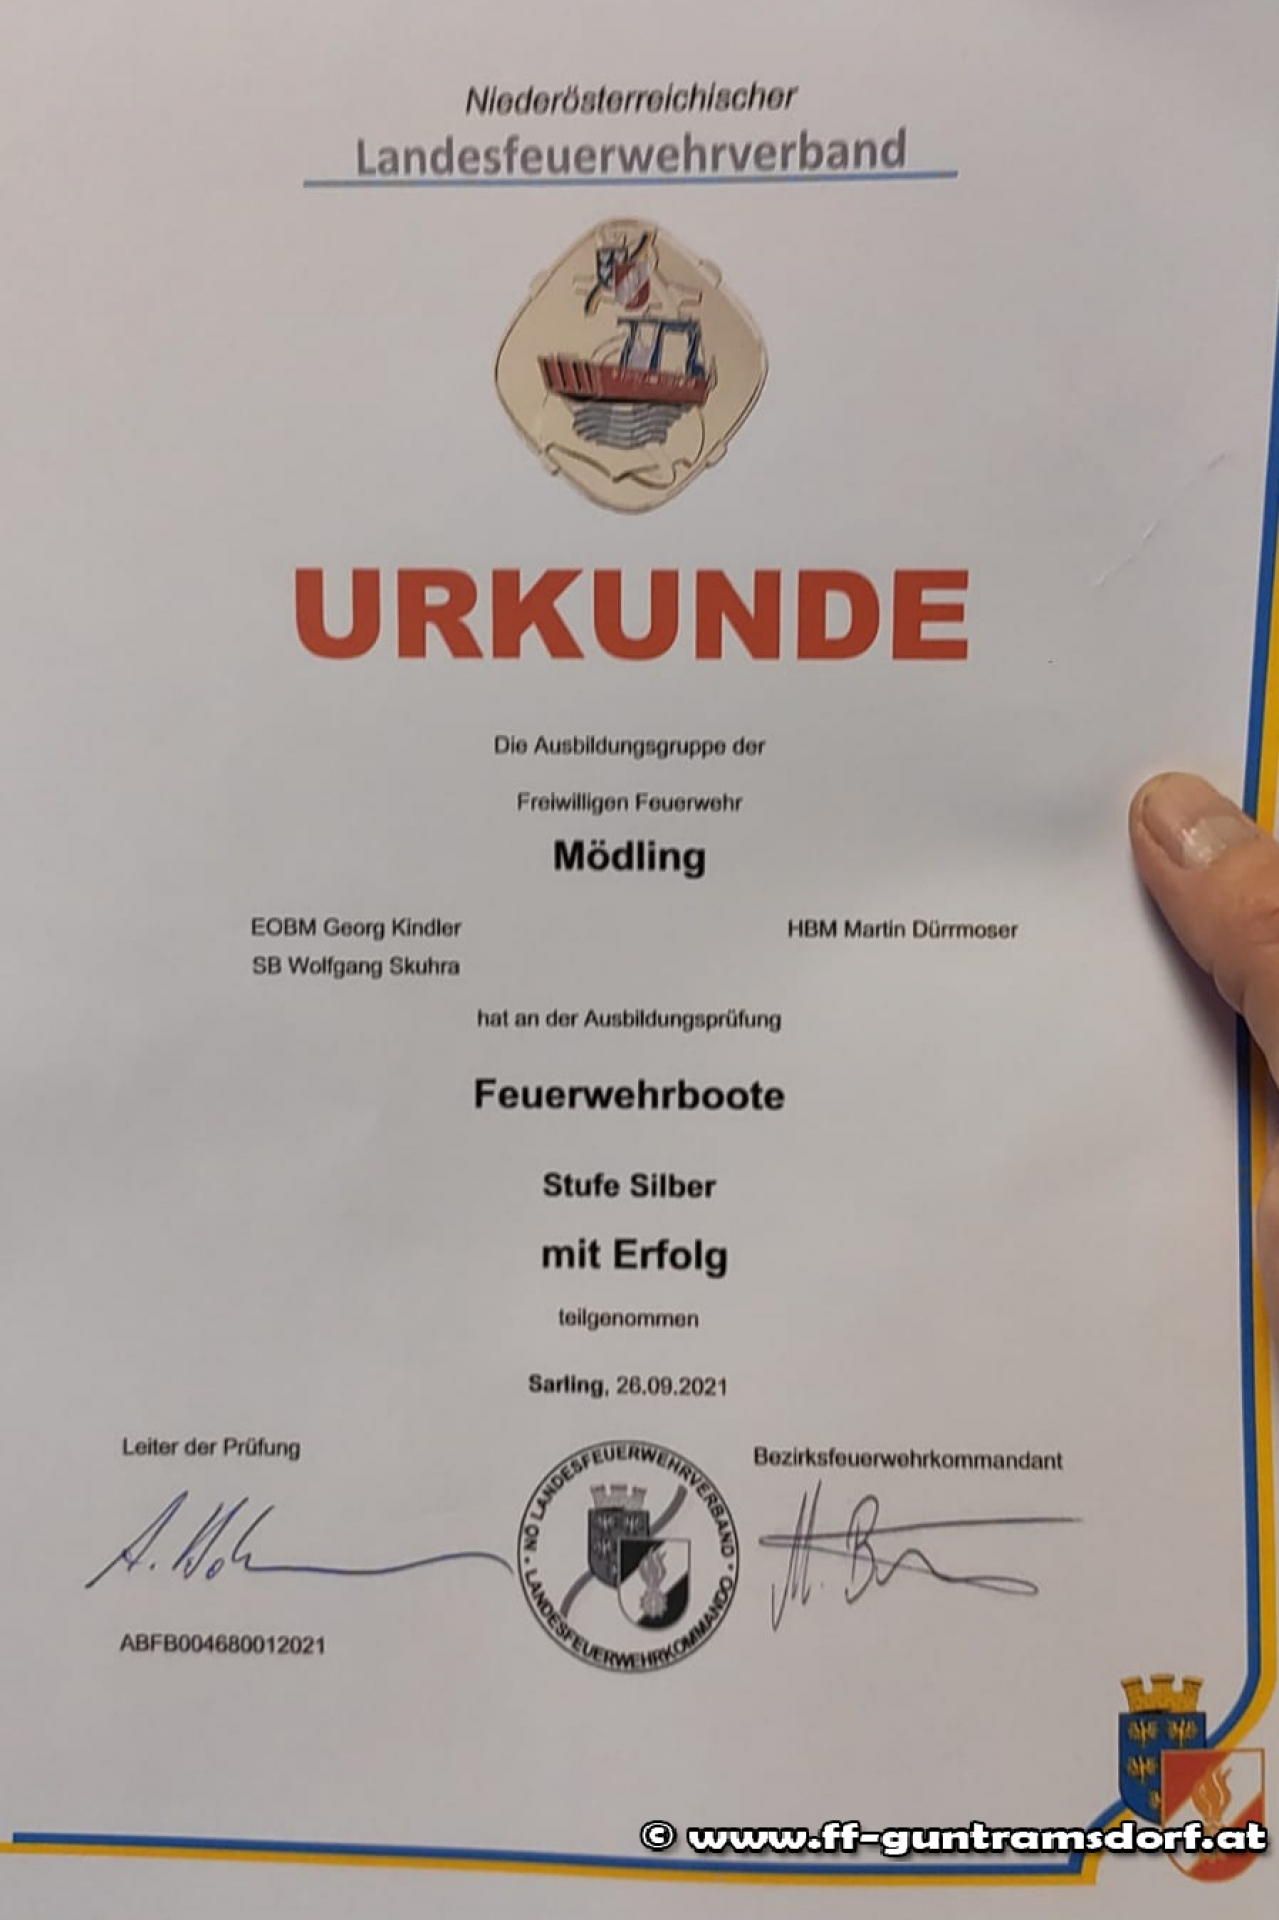 Niederösterreichischer
Landesfeuerwehrverband
URKUNDE
Die Ausbildungsgruppe der
Freiwilligen Feuerwehr
Mödling
EOBM Georg Kindler HBM Martin Dürrmoser
SB Wolfgang Skuhra
hat an der Ausbildungsprüfung
Feuerwehrboote
Stufe Silber
mit Erfolg
teilgenommen
Sarling, 26.09.2021
Leiter der Prüfung
Bezirksfeuerwehrkommandant
NÖ LANDESFEUERWEHRVERBAND
LANDESFEUERWEHRKOMMANDO
ABFB004680012021
© www.ff-guntramsdorf.at